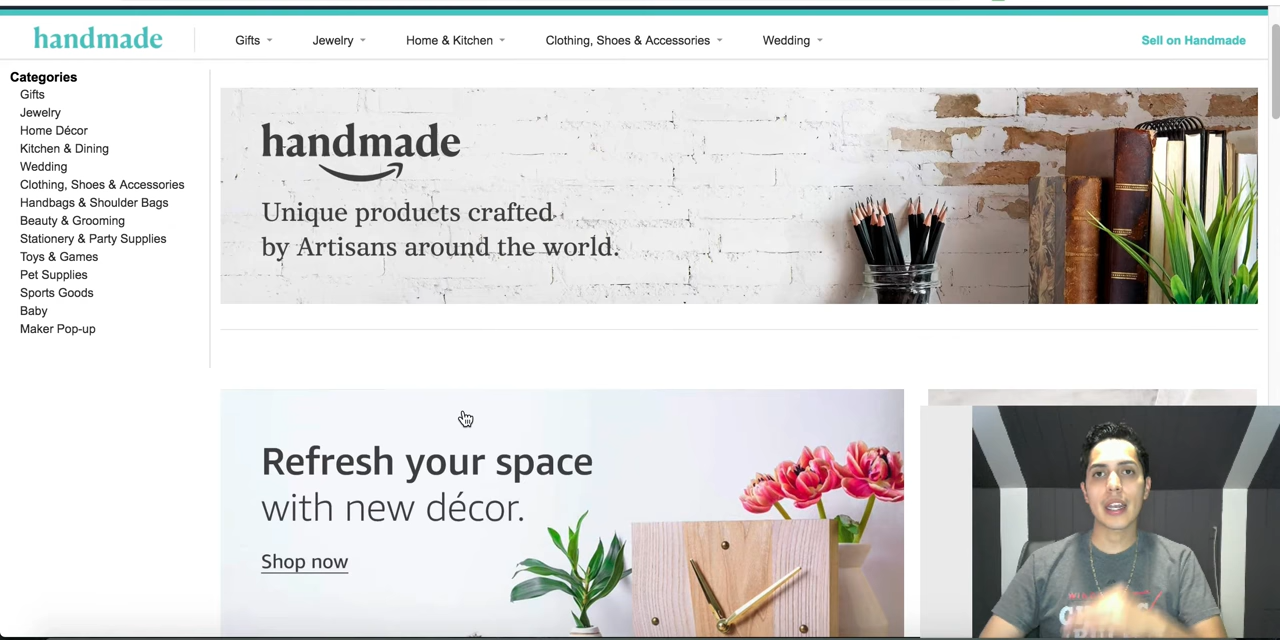 handmade
Gifts
Jewelry
Home & Kitchen
Clothing, Shoes & Accessories
Wedding
Sell on Handmade
Categories
Gifts
Jewelry
Home Décor
Kitchen & Dining
Wedding
Clothing, Shoes & Accessories
Handbags & Shoulder Bags
Beauty & Grooming
Stationery & Party Supplies
Toys & Games
Pet Supplies
Sports Goods
Baby
Maker Pop-up
handmade
Unique products crafted
by Artisans around the world.
Refresh your space
with new décor.
Shop now